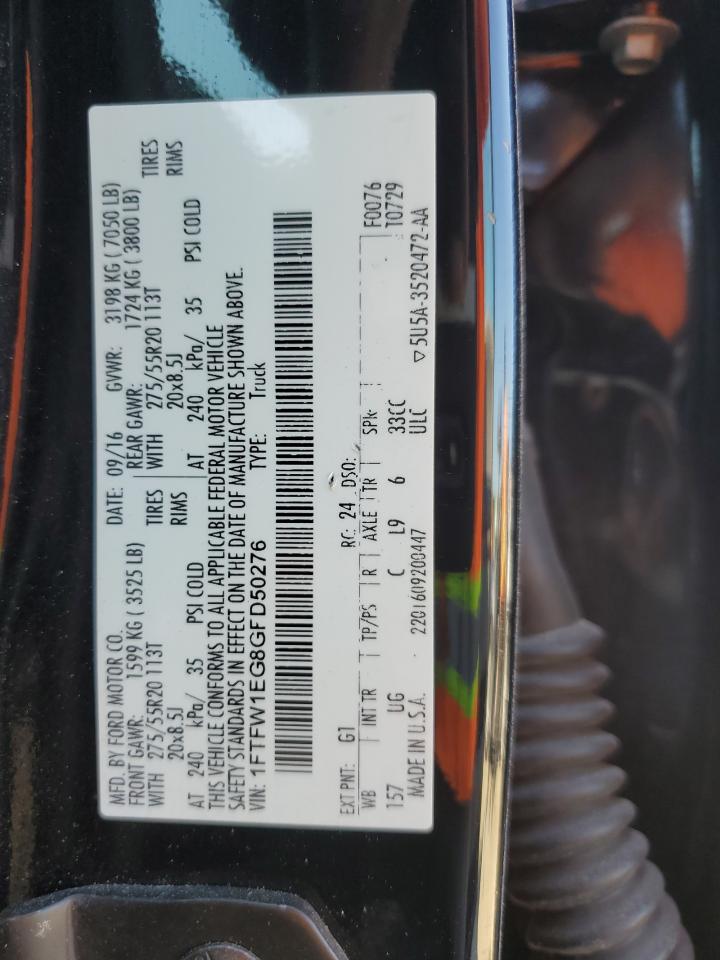 MFD. BY FORD MOTOR CO. DATE: 09/16 GVWR: 3198 KG ( 7050 LB)
FRONT GAWR: 1599 KG ( 3525 LB) REAR GAWR: 1724 KG ( 3800 LB)
WITH 275/55R20 113T TIRES WITH 275/55R20 113T TIRES
20x8.5J RIMS 20x8.5J RIMS
AT 240 kPa/ 35 PSI COLD AT 240 kPa/ 35 PSI COLD
THIS VEHICLE CONFORMS TO ALL APPLICABLE FEDERAL MOTOR VEHICLE
SAFETY STANDARDS IN EFFECT ON THE DATE OF MANUFACTURE SHOWN ABOVE.
VIN: 1FTFW1EG8GFD50276 TYPE: Truck
EXT PNT: G1 RC: 24 DSO:
WB INT TR TP/PS R AXLE TR SPR F0076
157 UG C L9 6 33CC T0729
ULC
MADE IN U.S.A. 2201609200447 ▽5U5A-3520472-AA